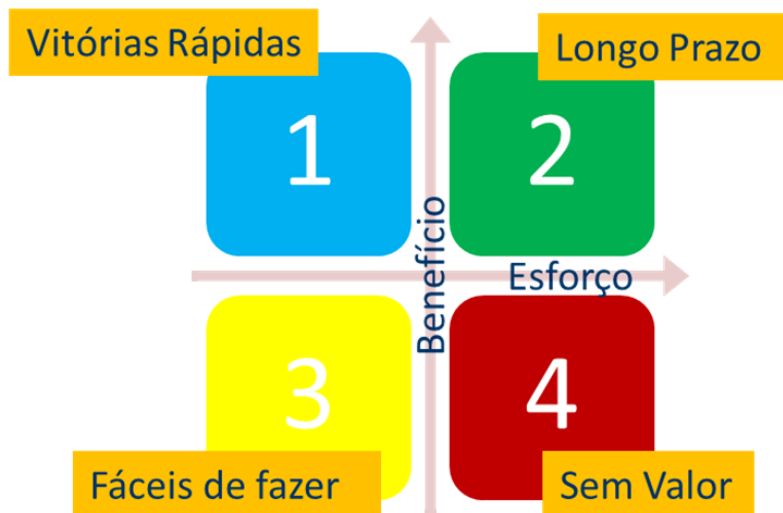 Vitórias Rápidas
Longo Prazo
1
2
Benefício
Esforço
3
4
Fáceis de fazer
Sem Valor